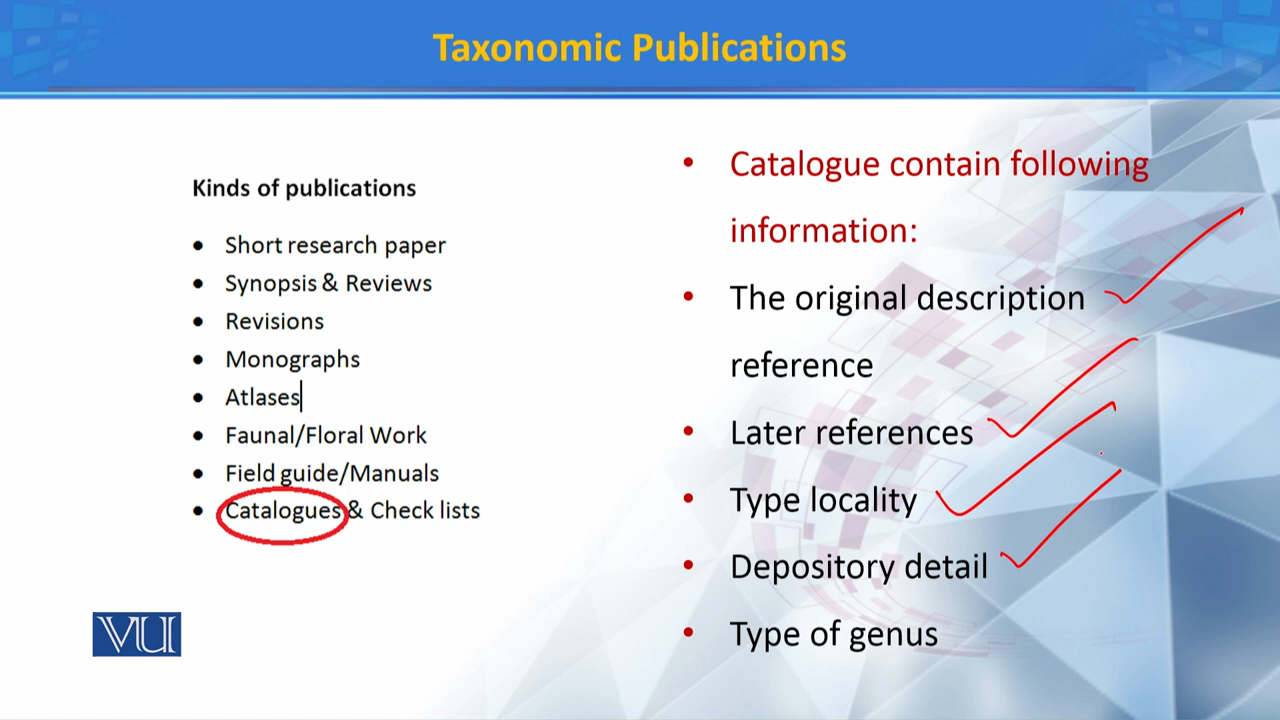 Taxonomic Publications
Kinds of publications
• Short research paper
• Synopsis & Reviews
• Revisions
• Monographs
• Atlases
• Faunal/Floral Work
• Field guide/Manuals
• Catalogues & Check lists
VU
• Catalogue contain following
information:
• The original description
reference
• Later references
• Type locality
• Depository detail
• Type of genus